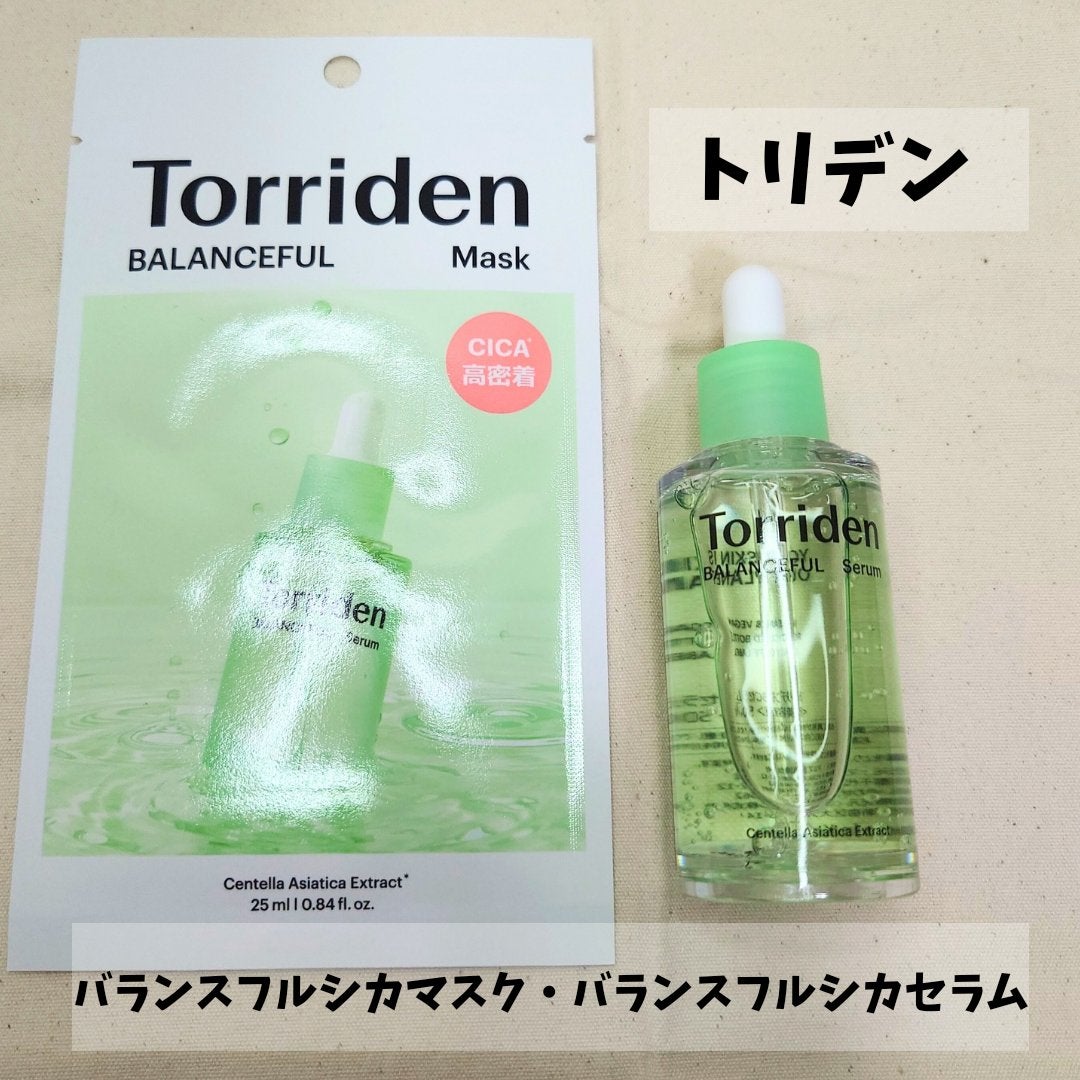 Torriden
BALANCEFUL Mask
CICA*
高密着
Torriden
Serum
Centella Asiatica Extract*
25 ml | 0.84 fl. oz.
トリデン
Torriden
BALANCEFUL Serum
Centella Asiatica Extract
バランスフルシカマスク・バランスフルシカセラム